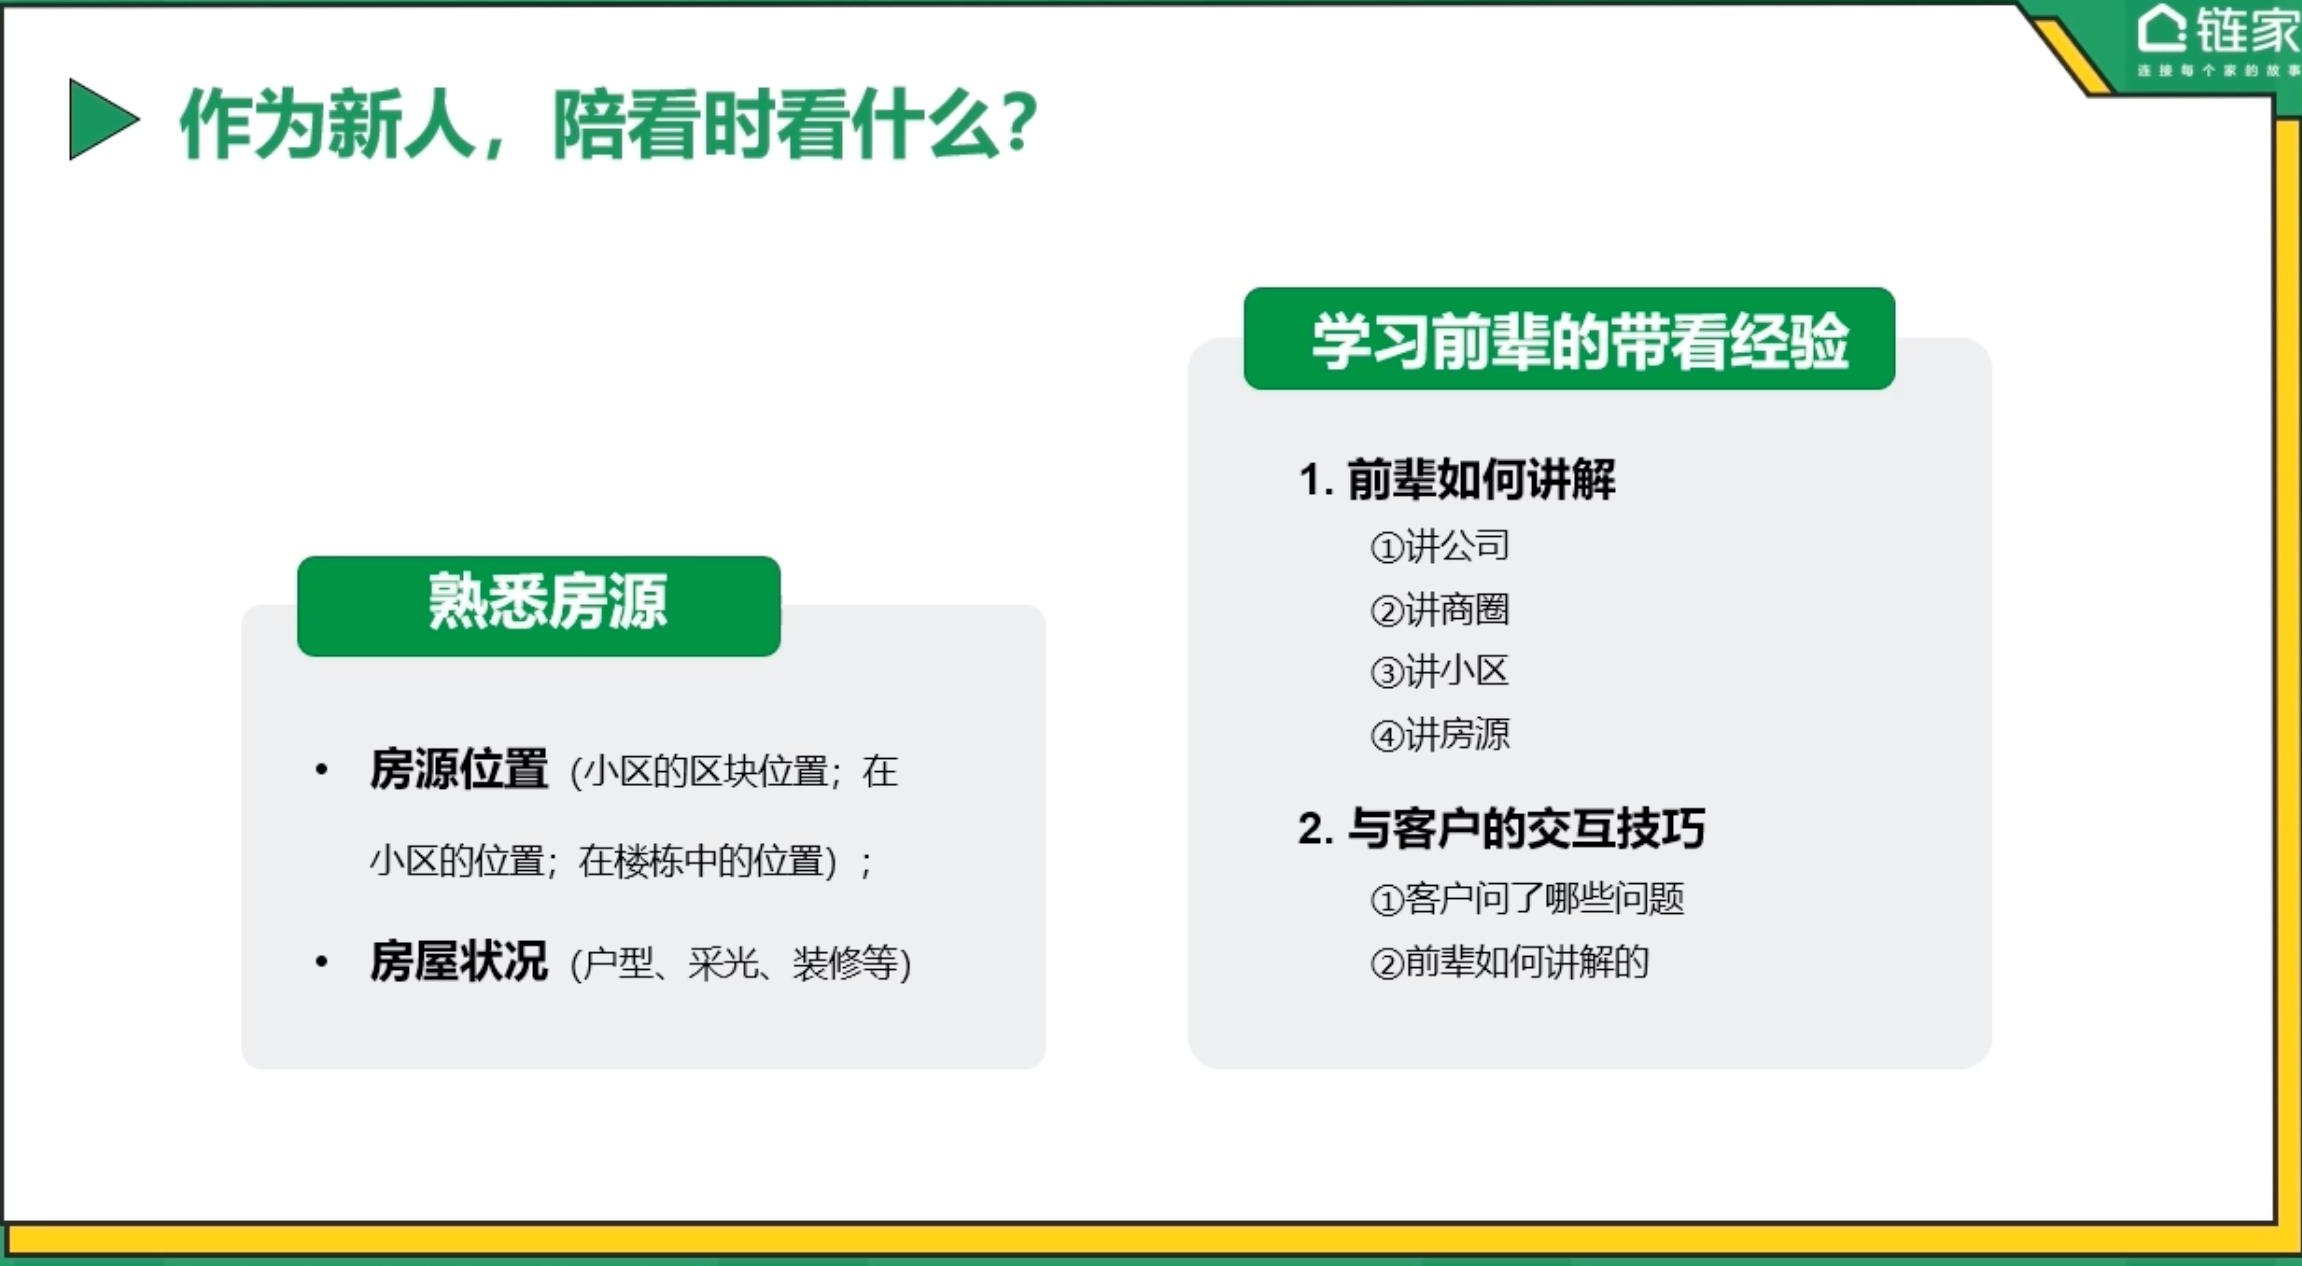 作为新人，陪看时看什么？
链家
连接每个家的故事
熟悉房源
• 房源位置（小区的区块位置；在
小区的位置；在楼栋中的位置）；
• 房屋状况（户型、采光、装修等）
学习前辈的带看经验
1. 前辈如何讲解
①讲公司
②讲商圈
③讲小区
④讲房源
2. 与客户的交互技巧
①客户问了哪些问题
②前辈如何讲解的